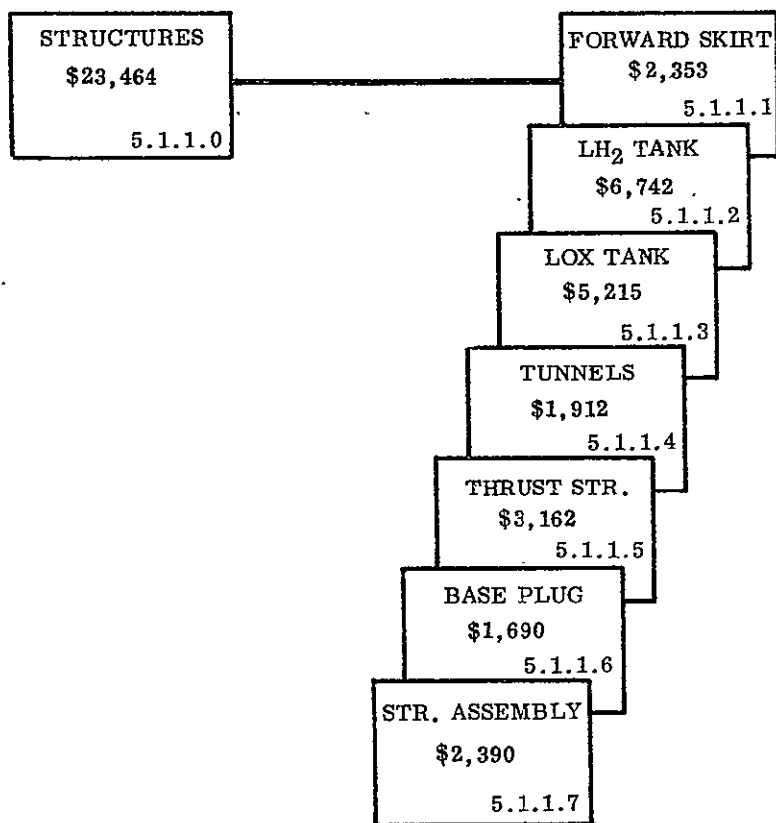 STRUCTURES
$23,464
5.1.1.0
FORWARD SKIRT
$2,353
5.1.1.1
LH₂ TANK
$6,742
5.1.1.2
LOX TANK
$5,215
5.1.1.3
TUNNELS
$1,912
5.1.1.4
THRUST STR.
$3,162
5.1.1.5
BASE PLUG
$1,690
5.1.1.6
STR. ASSEMBLY
$2,390
5.1.1.7